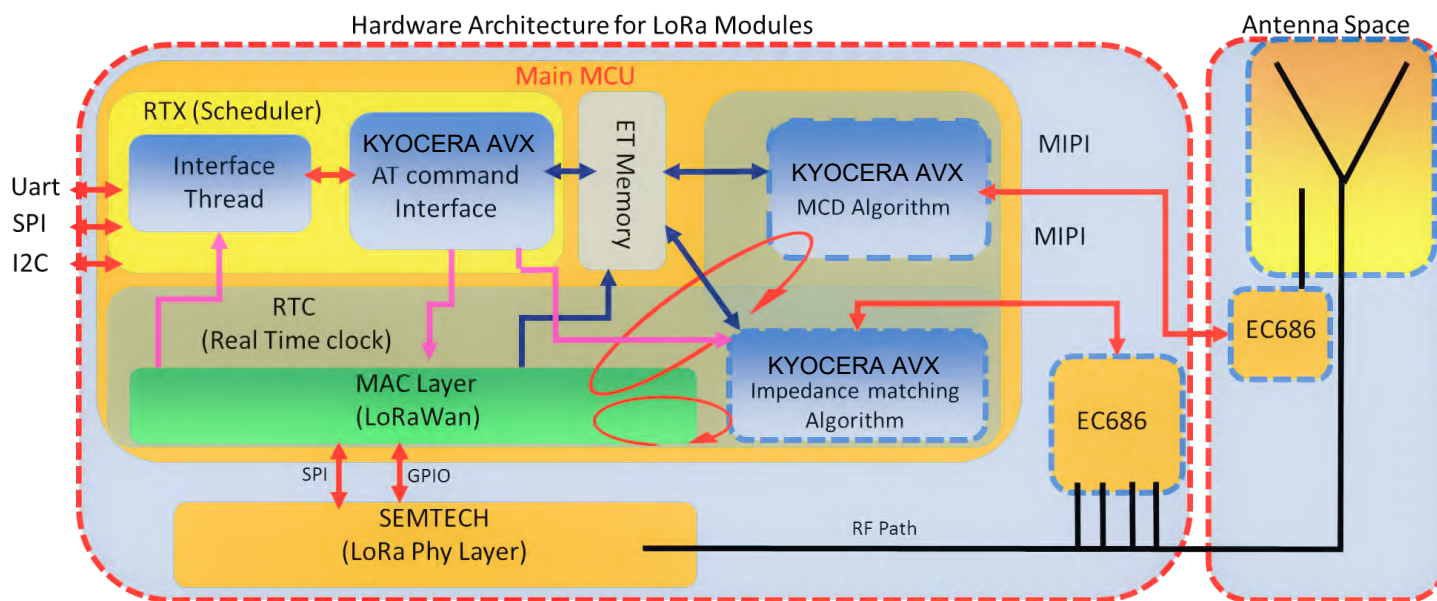 Hardware Architecture for LoRa Modules
Antenna Space
Main MCU
RTX (Scheduler)
Interface
Thread
KYOCERA AVX
AT command
Interface
ET Memory
KYOCERA AVX
MCD Algorithm
MIPI
MIPI
Uart
SPI
I2C
RTC
(Real Time clock)
MAC Layer
(LoRaWan)
KYOCERA AVX
Impedance matching
Algorithm
EC686
EC686
SPI
GPIO
SEMTECH
(LoRa Phy Layer)
RF Path